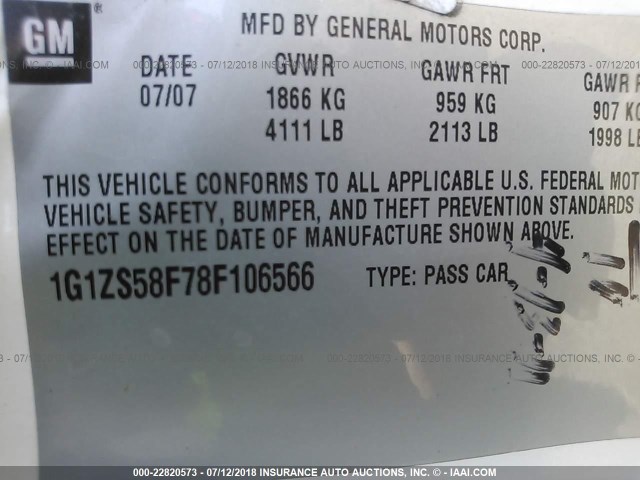 GM ®
MFD BY GENERAL MOTORS CORP.
DATE GVWR GAWR FRT GAWR
07/07 1866 KG 959 KG 907 KG
4111 LB 2113 LB 1998 LB
THIS VEHICLE CONFORMS TO ALL APPLICABLE U.S. FEDERAL MOT
VEHICLE SAFETY, BUMPER, AND THEFT PREVENTION STANDARDS
EFFECT ON THE DATE OF MANUFACTURE SHOWN ABOVE.
1G1ZS58F78F106566 TYPE: PASS CAR
000-22820573 - 07/12/2018 INSURANCE AUTO AUCTIONS, INC. © - IAAI.COM